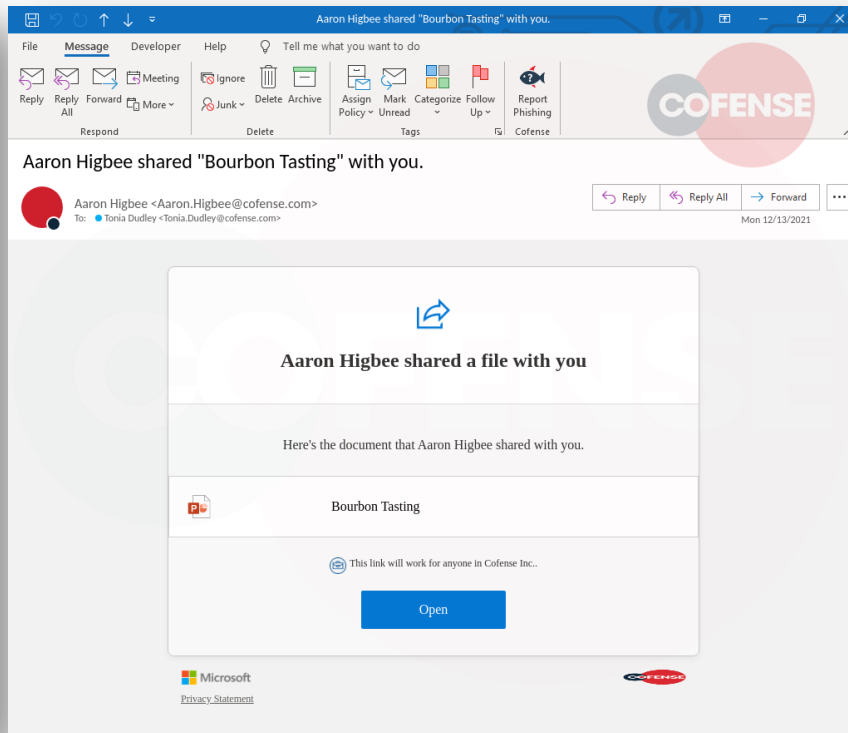 Aaron Higbee shared "Bourbon Tasting" with you.
File Message Developer Help Tell me what you want to do
Reply
Reply All
Forward
Meeting
More
Respond
Ignore
Junk
Delete
Archive
Delete
Assign Policy
Mark Unread
Categorize
Follow Up
Tags
Report Phishing
Cofense
COFENSE
Aaron Higbee shared "Bourbon Tasting" with you.
Aaron Higbee <Aaron.Higbee@cofense.com>
To: Tonia Dudley <Tonia.Dudley@cofense.com>
Reply Reply All Forward ...
Mon 12/13/2021
COFENSE
Aaron Higbee shared a file with you
Here's the document that Aaron Higbee shared with you.
P
Bourbon Tasting
This link will work for anyone in Cofense Inc..
Open
Microsoft
COFENSE
Privacy Statement